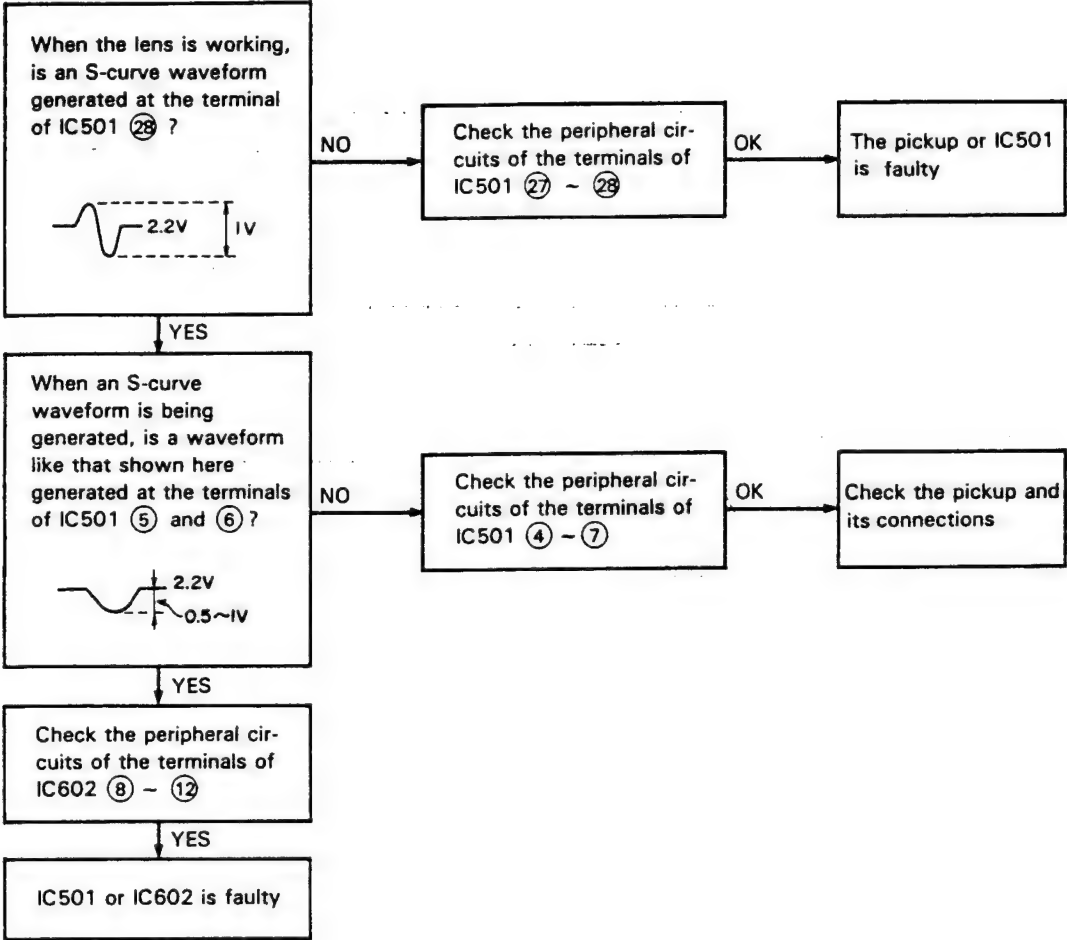 When the lens is working,
is an S-curve waveform
generated at the terminal
of IC501 ㉘ ?
2.2V
1V
NO
Check the peripheral cir-
cuits of the terminals of
IC501 ㉗ ~ ㉘
OK
The pickup or IC501
is faulty
YES
When an S-curve
waveform is being
generated, is a waveform
like that shown here
generated at the terminals
of IC501 ⑤ and ⑥ ?
2.2V
0.5~1V
NO
Check the peripheral cir-
cuits of the terminals of
IC501 ④ ~ ⑦
OK
Check the pickup and
its connections
YES
Check the peripheral cir-
cuits of the terminals of
IC602 ⑧ ~ ⑫
YES
IC501 or IC602 is faulty